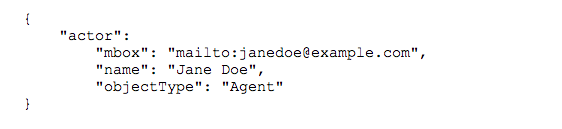 {
    "actor":
        "mbox": "mailto:janedoe@example.com",
        "name": "Jane Doe",
        "objectType": "Agent"
}